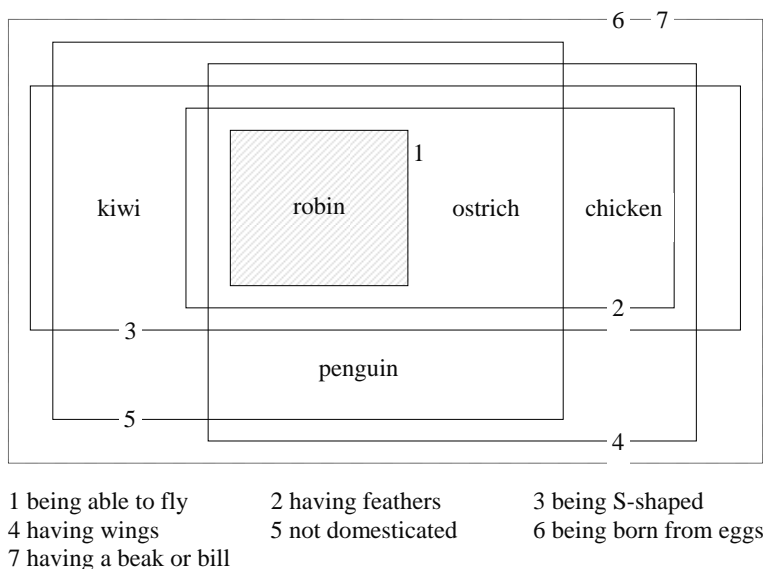 6 7
1
kiwi robin ostrich chicken
2
3
penguin
5
4
1 being able to fly 2 having feathers 3 being S-shaped
4 having wings 5 not domesticated 6 being born from eggs
7 having a beak or bill